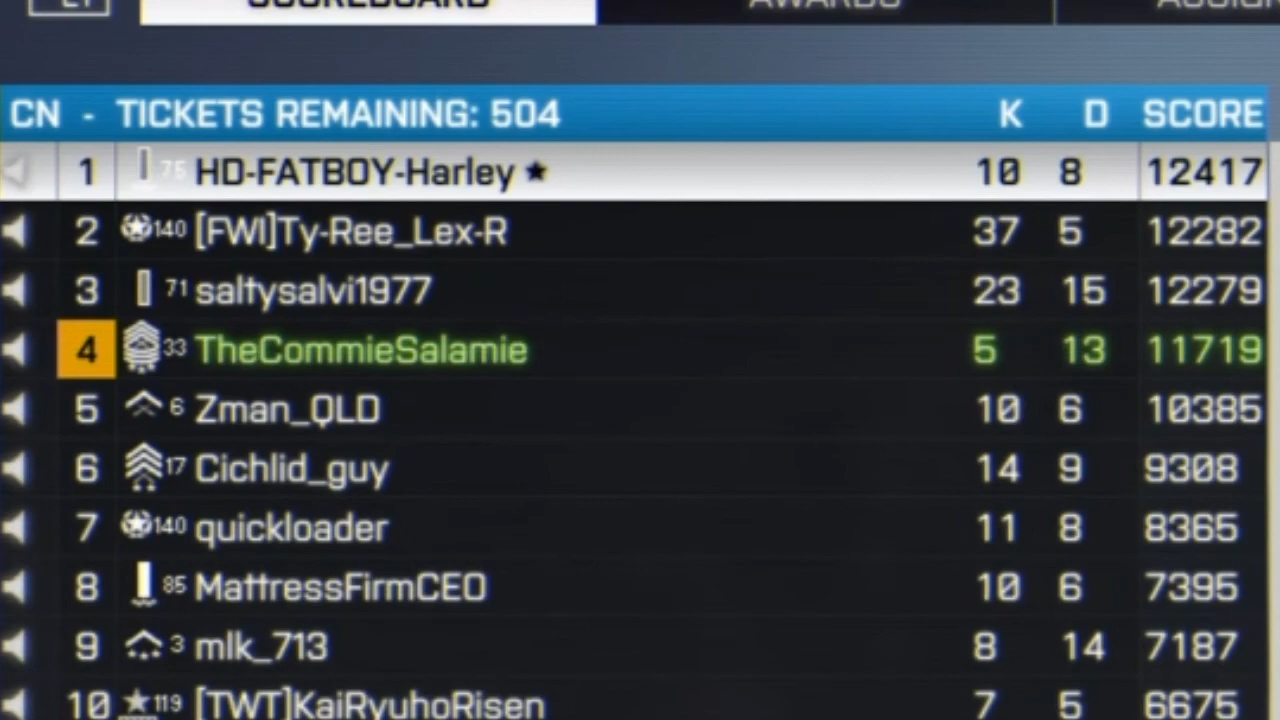 SCOREBOARD AWARDS
CN - TICKETS REMAINING: 504 K D SCORE
1 75 HD-FATBOY-Harley ★ 10 8 12417
2 140 [FWI]Ty-Ree_Lex-R 37 5 12282
3 71 saltysalvi1977 23 15 12279
4 33 TheCommieSalamie 5 13 11719
5 6 Zman_QLD 10 6 10385
6 17 Cichlid_guy 14 9 9308
7 140 quickloader 11 8 8365
8 85 MattressFirmCEO 10 6 7395
9 3 mlk_713 8 14 7187
10 119 [TWT]KaiRyuhoRisen 7 5 6675